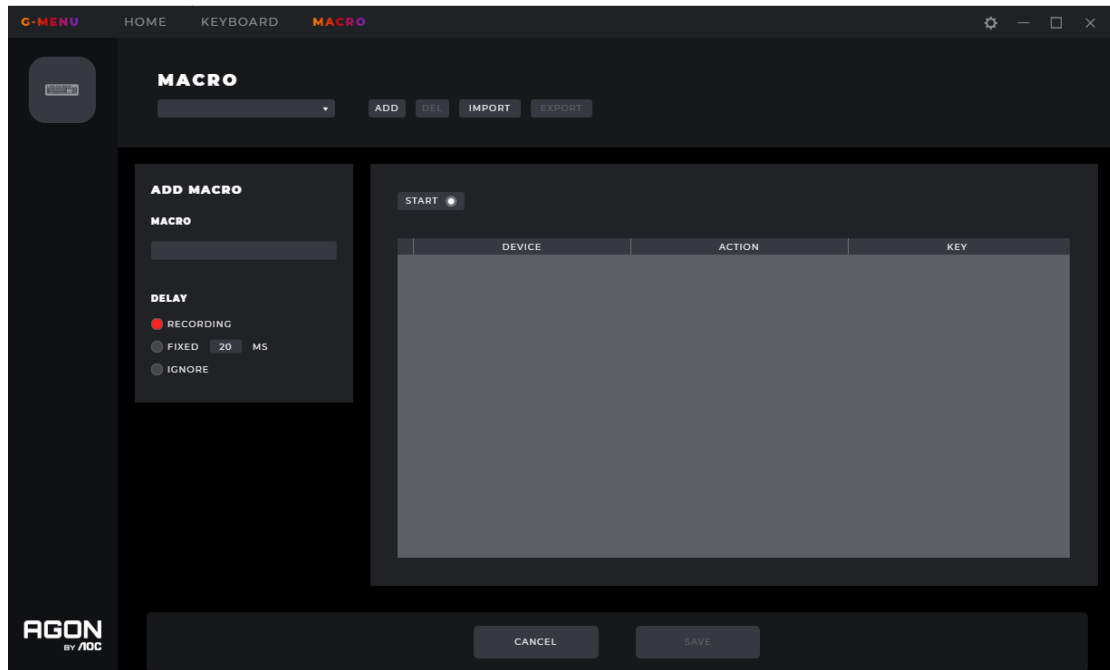 G-MENU HOME KEYBOARD MACRO
MACRO
ADD DEL IMPORT EXPORT
ADD MACRO
MACRO
DELAY
RECORDING
FIXED 20 MS
IGNORE
START
DEVICE ACTION KEY
CANCEL SAVE
AGON
BY AOC